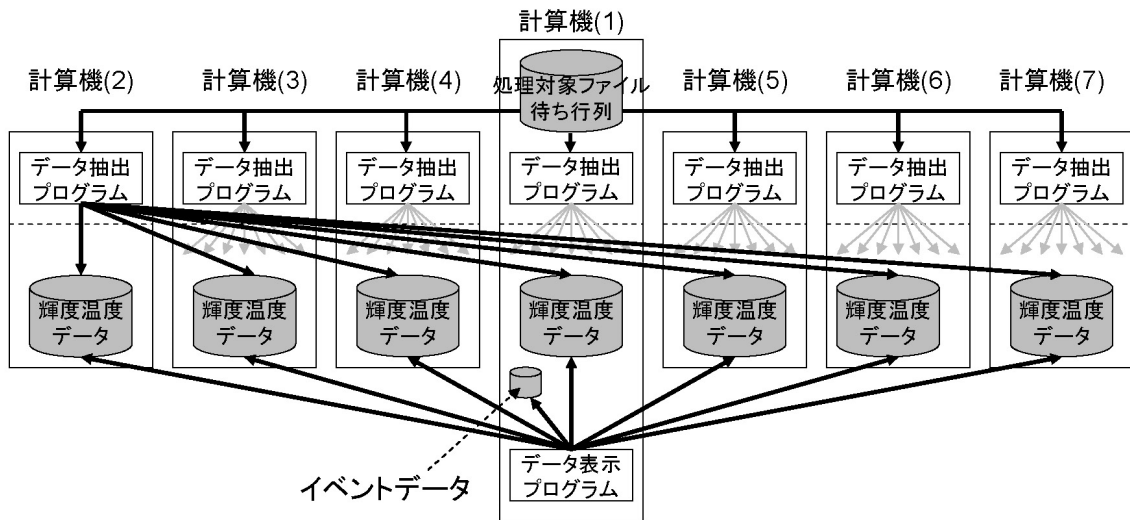 計算機(1)
計算機(2)
計算機(3)
計算機(4)
処理対象ファイル
待ち行列
計算機(5)
計算機(6)
計算機(7)
データ抽出
プログラム
データ抽出
プログラム
データ抽出
プログラム
データ抽出
プログラム
データ抽出
プログラム
データ抽出
プログラム
データ抽出
プログラム
輝度温度
データ
輝度温度
データ
輝度温度
データ
輝度温度
データ
輝度温度
データ
輝度温度
データ
輝度温度
データ
データ表示
プログラム
イベントデータ